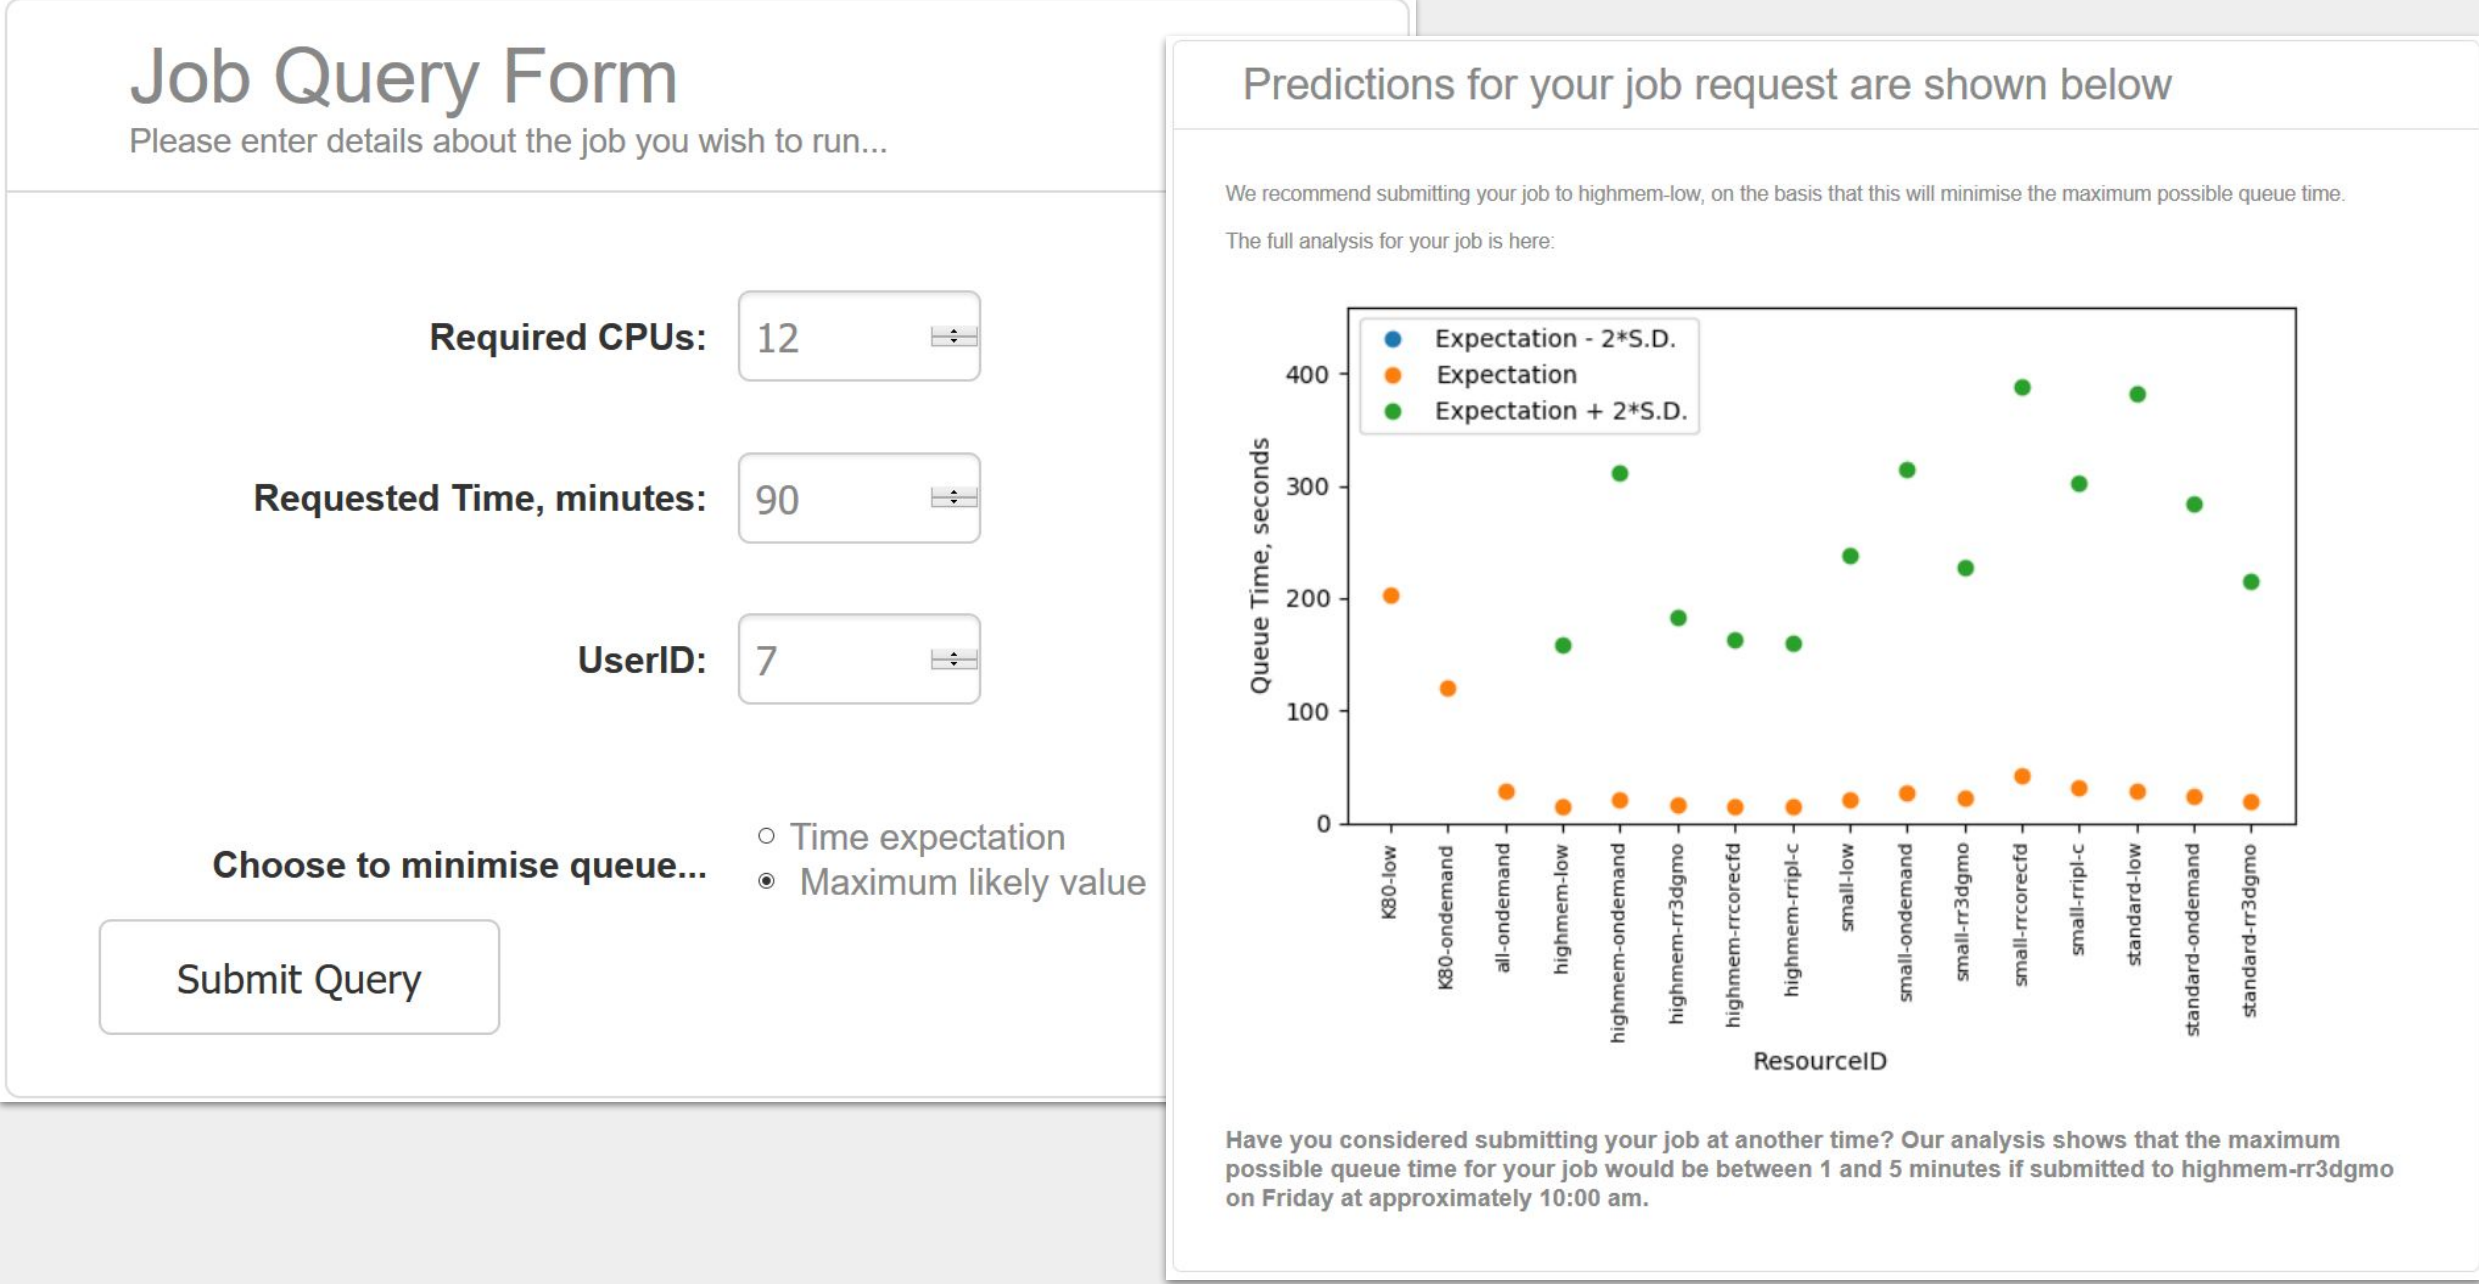 Job Query Form
Please enter details about the job you wish to run...
Required CPUs:
12
Requested Time, minutes:
90
UserID:
7
Choose to minimise queue...
Time expectation
Maximum likely value
Submit Query
Predictions for your job request are shown below
We recommend submitting your job to highmem-low, on the basis that this will minimise the maximum possible queue time.
The full analysis for your job is here:
Expectation - 2*S.D.
Expectation
Expectation + 2*S.D.
Queue Time, seconds
400
300
200
100
0
K80-low
K80-ondemand
all-ondemand
highmem-low
highmem-ondemand
highmem-rr3dgmo
highmem-rrcorecfd
highmem-rripl-c
small-low
small-ondemand
small-rr3dgmo
small-rrcorecfd
small-rripl-c
standard-low
standard-ondemand
standard-rr3dgmo
ResourceID
Have you considered submitting your job at another time? Our analysis shows that the maximum
possible queue time for your job would be between 1 and 5 minutes if submitted to highmem-rr3dgmo
on Friday at approximately 10:00 am.